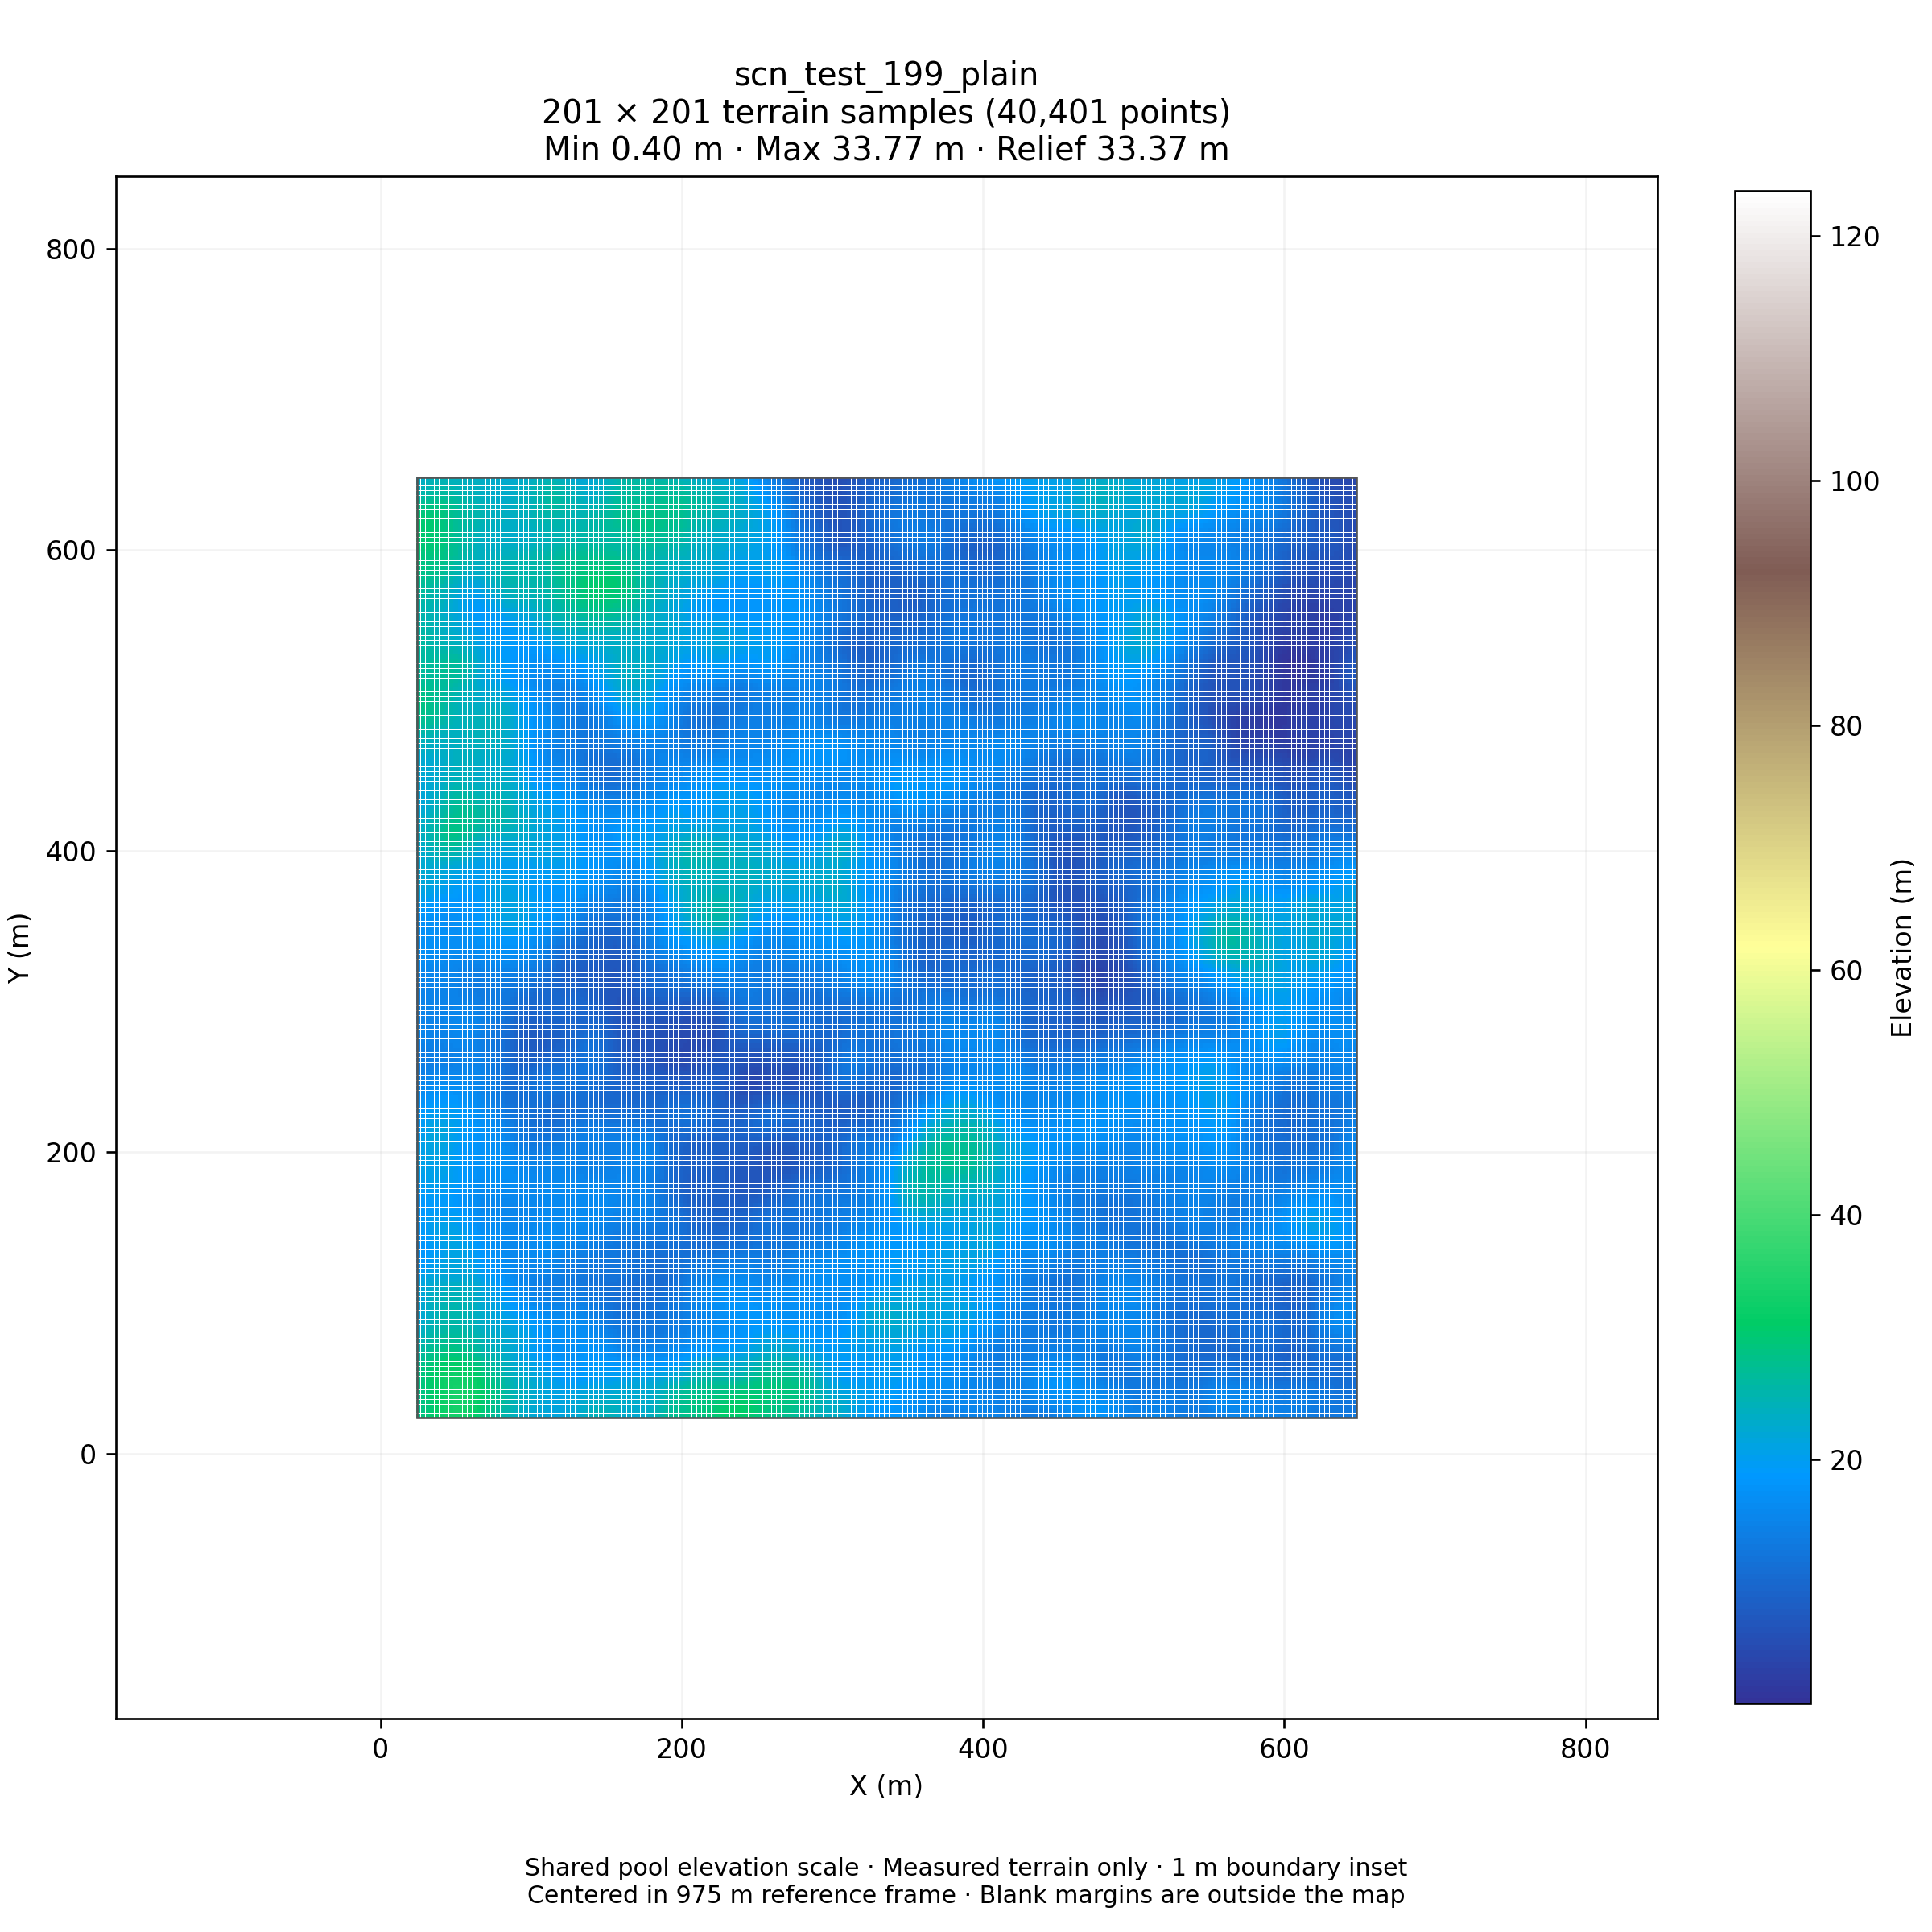 scn_test_199_plain
201 × 201 terrain samples (40,401 points)
Min 0.40 m · Max 33.77 m · Relief 33.37 m
800
600
400
200
0
Y (m)
0
200
400
600
800
X (m)
120
100
80
60
40
20
Elevation (m)
Shared pool elevation scale · Measured terrain only · 1 m boundary inset
Centered in 975 m reference frame · Blank margins are outside the map